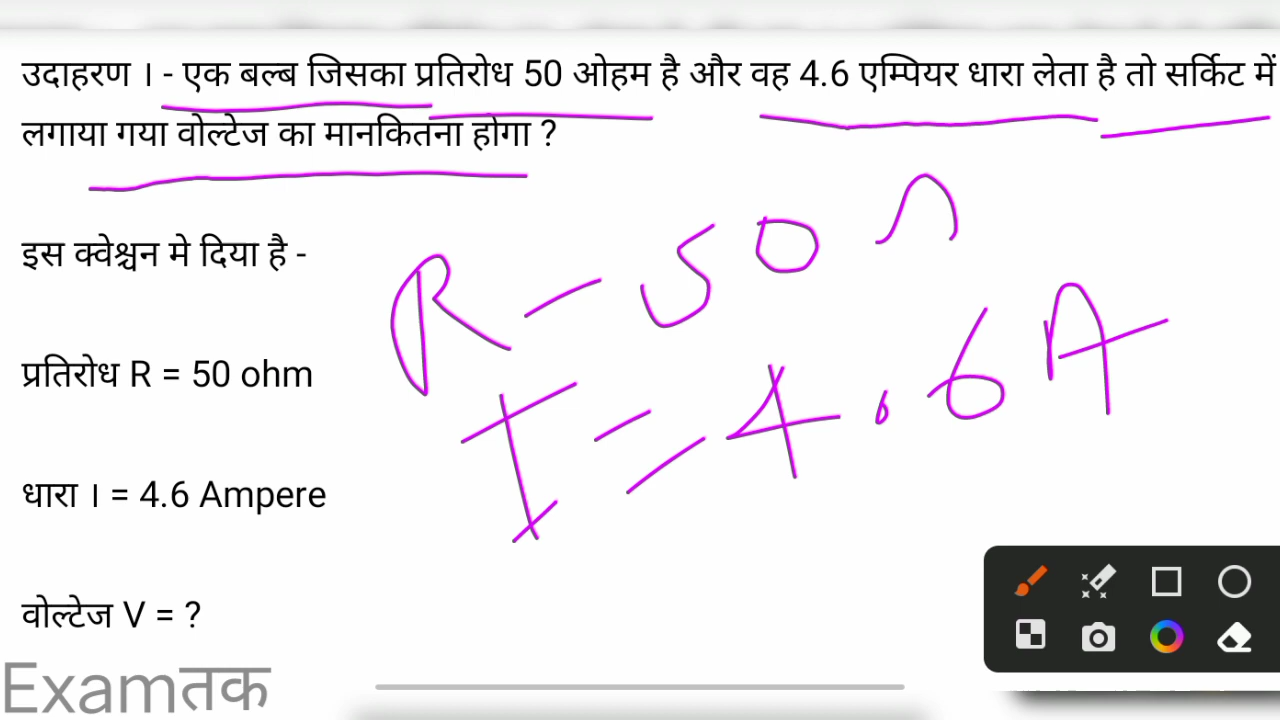 उदाहरण । - एक बल्ब जिसका प्रतिरोध 50 ओहम है और वह 4.6 एम्पियर धारा लेता है तो सर्किट में
लगाया गया वोल्टेज का मानकितना होगा ?
इस क्वेश्चन मे दिया है -
R - 50 Ω
प्रतिरोध R = 50 ohm
I = 4.6 A
धारा । = 4.6 Ampere
वोल्टेज V = ?
Examतक